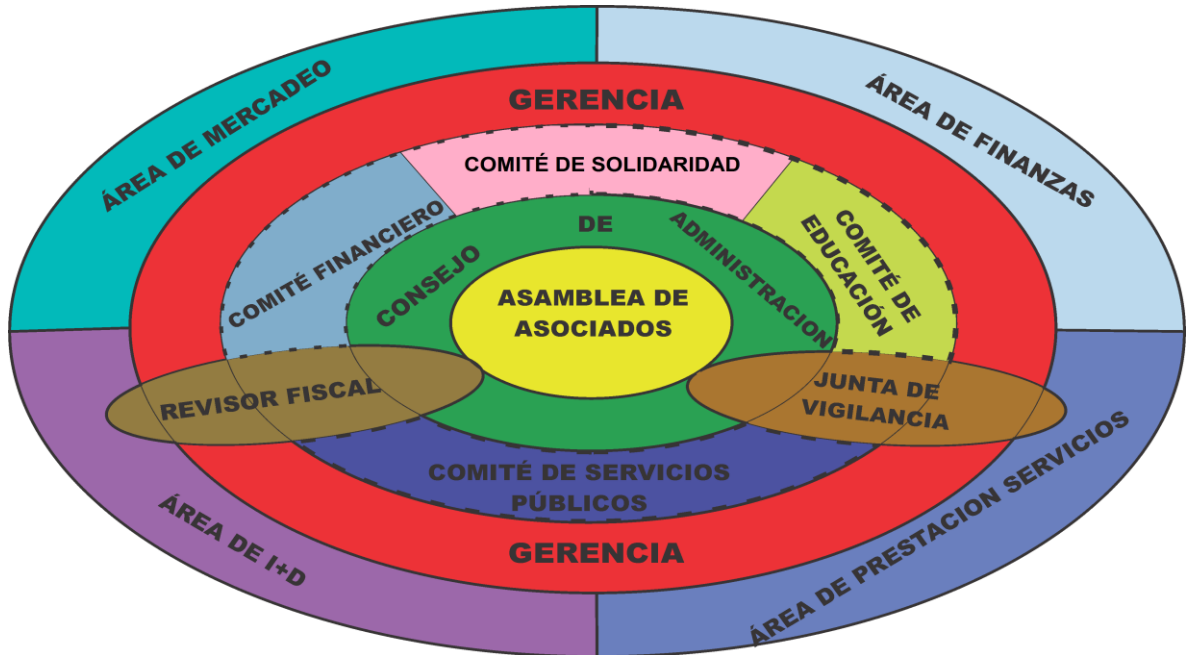 ÁREA DE MERCADEO
ÁREA DE FINANZAS
GERENCIA
COMITÉ DE SOLIDARIDAD
COMITÉ FINANCIERO
COMITÉ DE
EDUCACIÓN
CONSEJO
DE
ADMINISTRACION
ASAMBLEA DE
ASOCIADOS
REVISOR FISCAL
JUNTA DE
VIGILANCIA
COMITÉ DE SERVICIOS
PÚBLICOS
GERENCIA
ÁREA DE I+D
ÁREA DE PRESTACION SERVICIOS